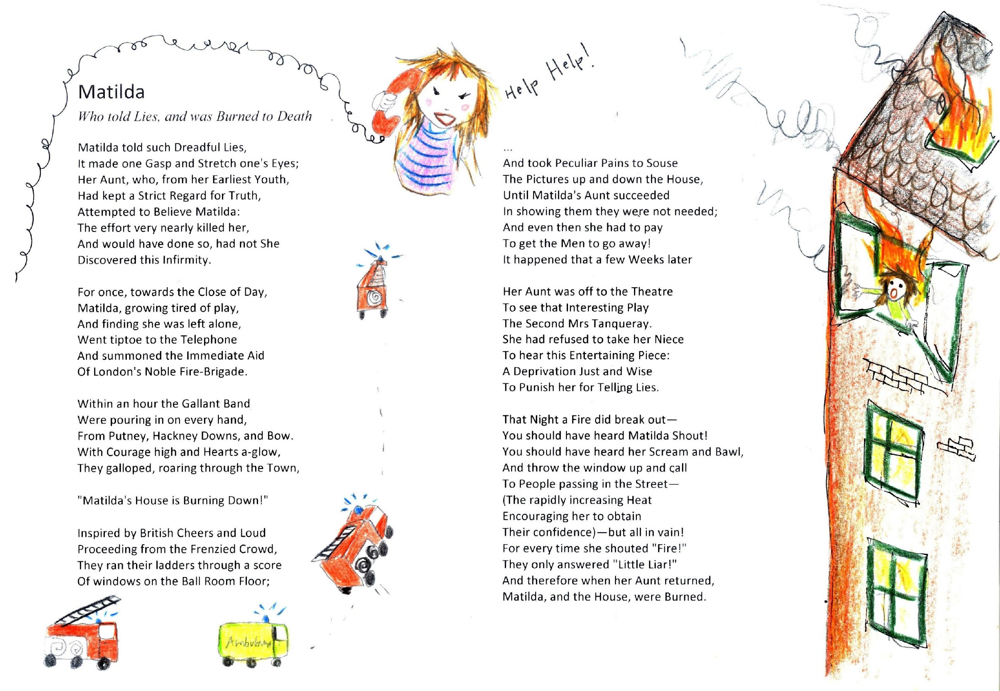 Matilda
Who told Lies, and was Burned to Death
Matilda told such Dreadful Lies,
It made one Gasp and Stretch one's Eyes;
Her Aunt, who, from her Earliest Youth,
Had kept a Strict Regard for Truth,
Attempted to Believe Matilda:
The effort very nearly killed her,
And would have done so, had not She
Discovered this Infirmity.
For once, towards the Close of Day,
Matilda, growing tired of play,
And finding she was left alone,
Went tiptoe to the Telephone
And summoned the Immediate Aid
Of London's Noble Fire-Brigade.
Within an hour the Gallant Band
Were pouring in on every hand,
From Putney, Hackney Downs, and Bow.
With Courage high and Hearts a-glow,
They galloped, roaring through the Town,
"Matilda's House is Burning Down!"
Inspired by British Cheers and Loud
Proceeding from the Frenzied Crowd,
They ran their ladders through a score
Of windows on the Ball Room Floor;
Ambulance
Help Help!
...
And took Peculiar Pains to Souse
The Pictures up and down the House,
Until Matilda's Aunt succeeded
In showing them they were not needed;
And even then she had to pay
To get the Men to go away!
It happened that a few Weeks later
Her Aunt was off to the Theatre
To see that Interesting Play
The Second Mrs Tanqueray.
She had refused to take her Niece
To hear this Entertaining Piece:
A Deprivation Just and Wise
To Punish her for Telling Lies.
That Night a Fire did break out—
You should have heard Matilda Shout!
You should have heard her Scream and Bawl,
And throw the window up and call
To People passing in the Street—
(The rapidly increasing Heat
Encouraging her to obtain
Their confidence)—but all in vain!
For every time she shouted "Fire!"
They only answered "Little Liar!"
And therefore when her Aunt returned,
Matilda, and the House, were Burned.